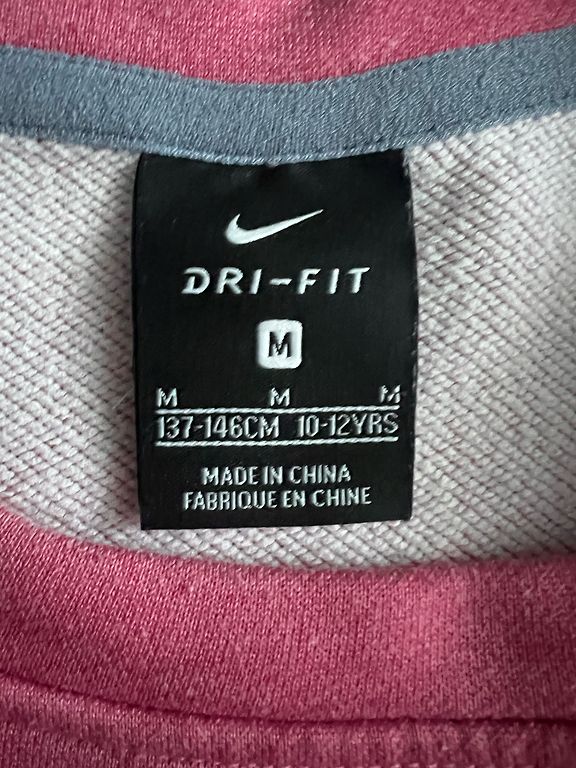 DRI-FIT
M
M M M
137-146CM 10-12YRS
MADE IN CHINA
FABRIQUE EN CHINE